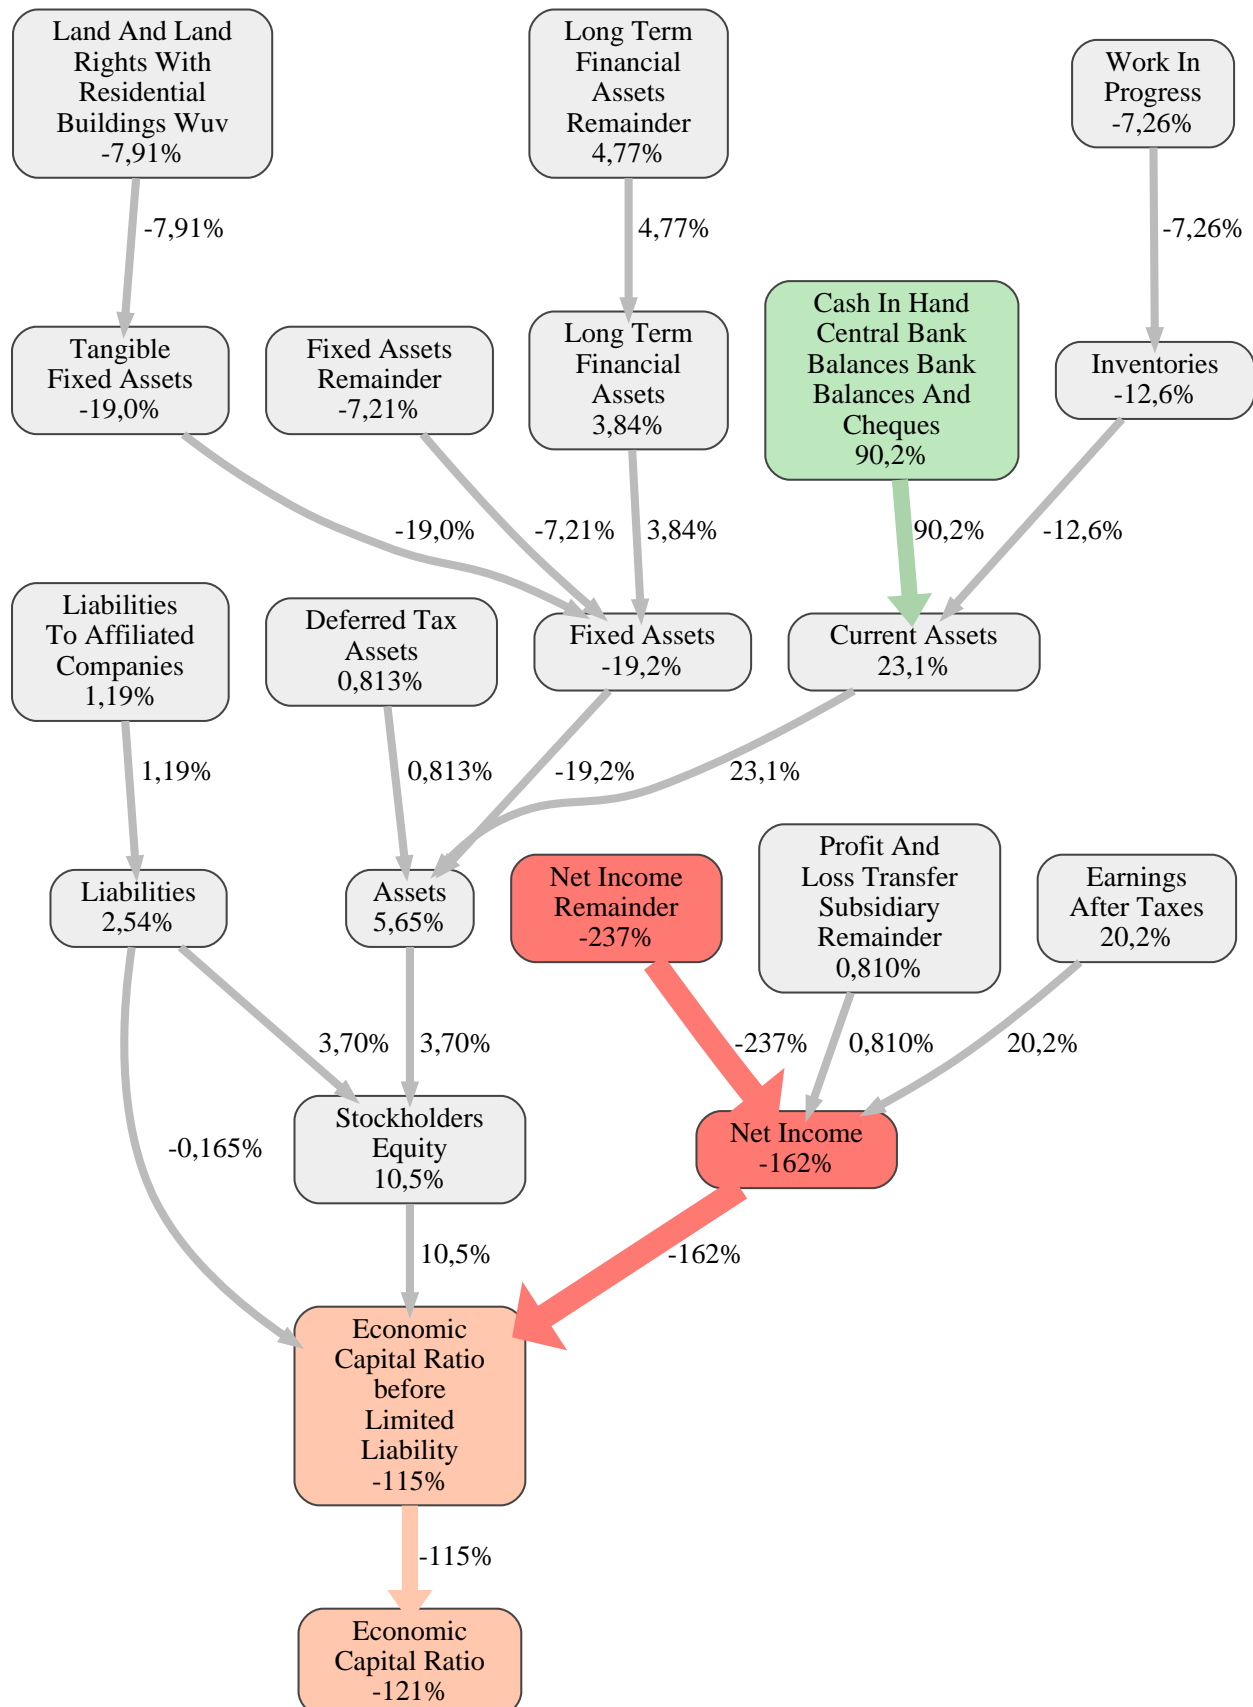 Land And Land
Rights With
Residential
Buildings Wuv
-7,91%
Long Term
Financial
Assets
Remainder
4,77%
Work In
Progress
-7,26%
-7,91%
4,77%
-7,26%
Tangible
Fixed Assets
-19,0%
Fixed Assets
Remainder
-7,21%
Long Term
Financial
Assets
3,84%
Cash In Hand
Central Bank
Balances Bank
Balances And
Cheques
90,2%
Inventories
-12,6%
-19,0%
-7,21%
3,84%
90,2%
-12,6%
Liabilities
To Affiliated
Companies
1,19%
Deferred Tax
Assets
0,813%
Fixed Assets
-19,2%
Current Assets
23,1%
1,19%
0,813%
-19,2%
23,1%
Liabilities
2,54%
Assets
5,65%
Net Income
Remainder
-237%
Profit And
Loss Transfer
Subsidiary
Remainder
0,810%
Earnings
After Taxes
20,2%
3,70%
3,70%
-237%
0,810%
20,2%
-0,165%
Stockholders
Equity
10,5%
Net Income
-162%
10,5%
-162%
Economic
Capital Ratio
before
Limited
Liability
-115%
-115%
Economic
Capital Ratio
-121%